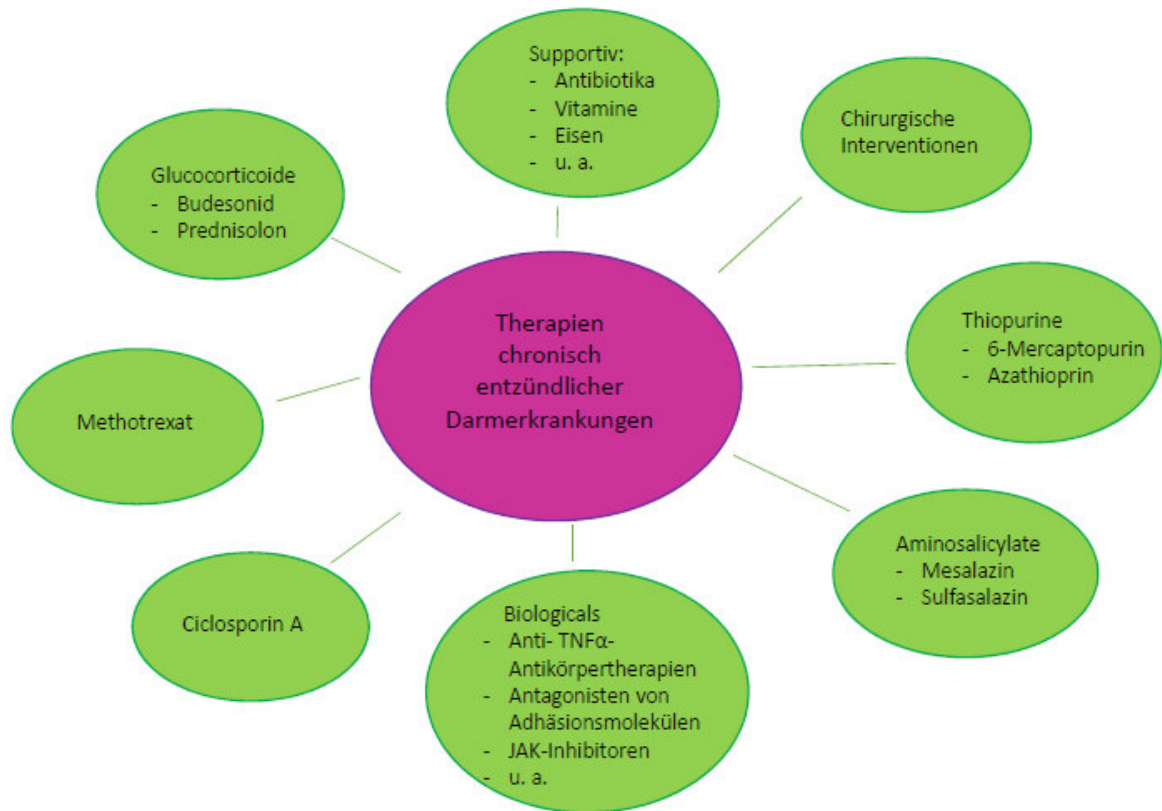 Supportiv:
- Antibiotika
- Vitamine
- Eisen
- u. a.
Chirurgische
Interventionen
Glucocorticoide
- Budesonid
- Prednisolon
Therapien
chronisch
entzündlicher
Darmerkrankungen
Thiopurine
- 6-Mercaptopurin
- Azathioprin
Methotrexat
Aminosalicylate
- Mesalazin
- Sulfasalazin
Ciclosporin A
Biologicals
- Anti- TNFα-
Antikörpertherapien
- Antagonisten von
Adhäsionsmolekülen
- JAK-Inhibitoren
- u. a.